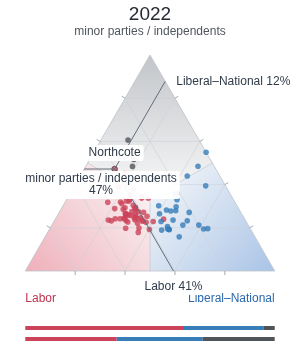 2022
minor parties / independents
Liberal–National 12%
Northcote
minor parties / independents
47%
Labor 41%
Labor
Liberal–National